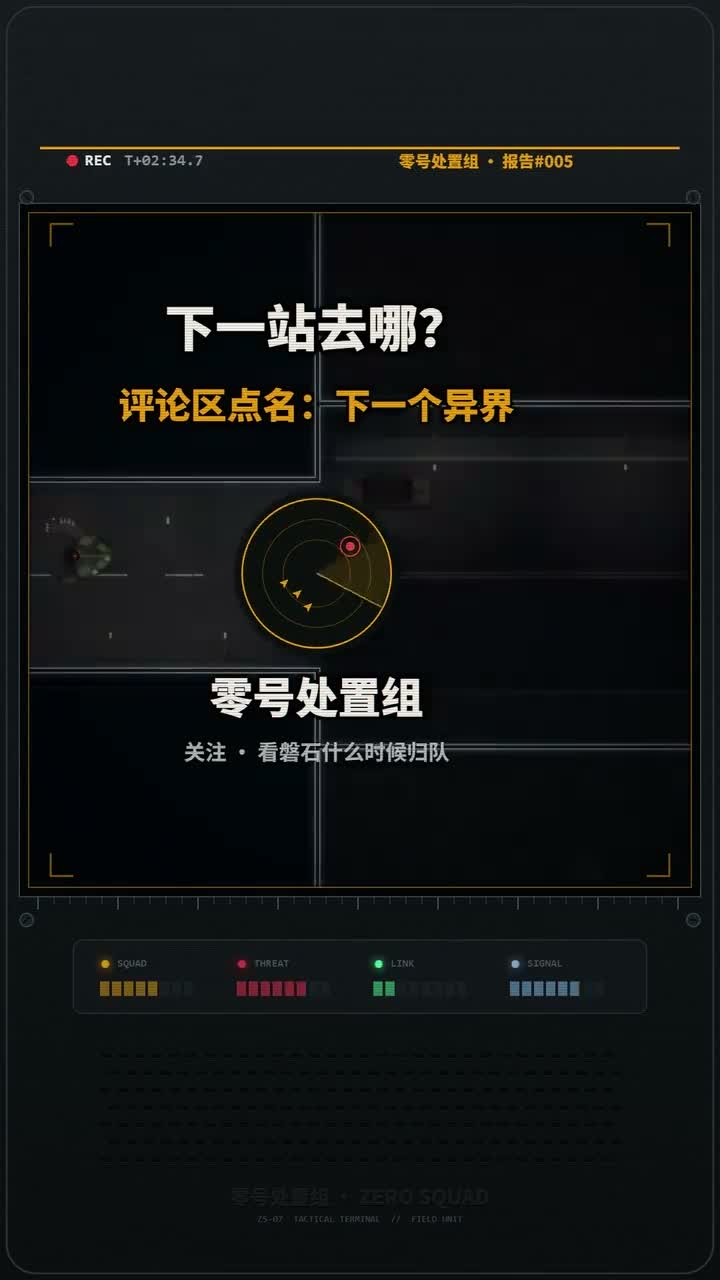 REC T+02:34.7 零号处置组 · 报告#005
下一站去哪？
评论区点名：下一个异界
零号处置组
关注 · 看磐石什么时候归队
SQUAD THREAT LINK SIGNAL
零号处置组 · ZERO SQUAD
ZS-07 TACTICAL TERMINAL // FIELD UNIT